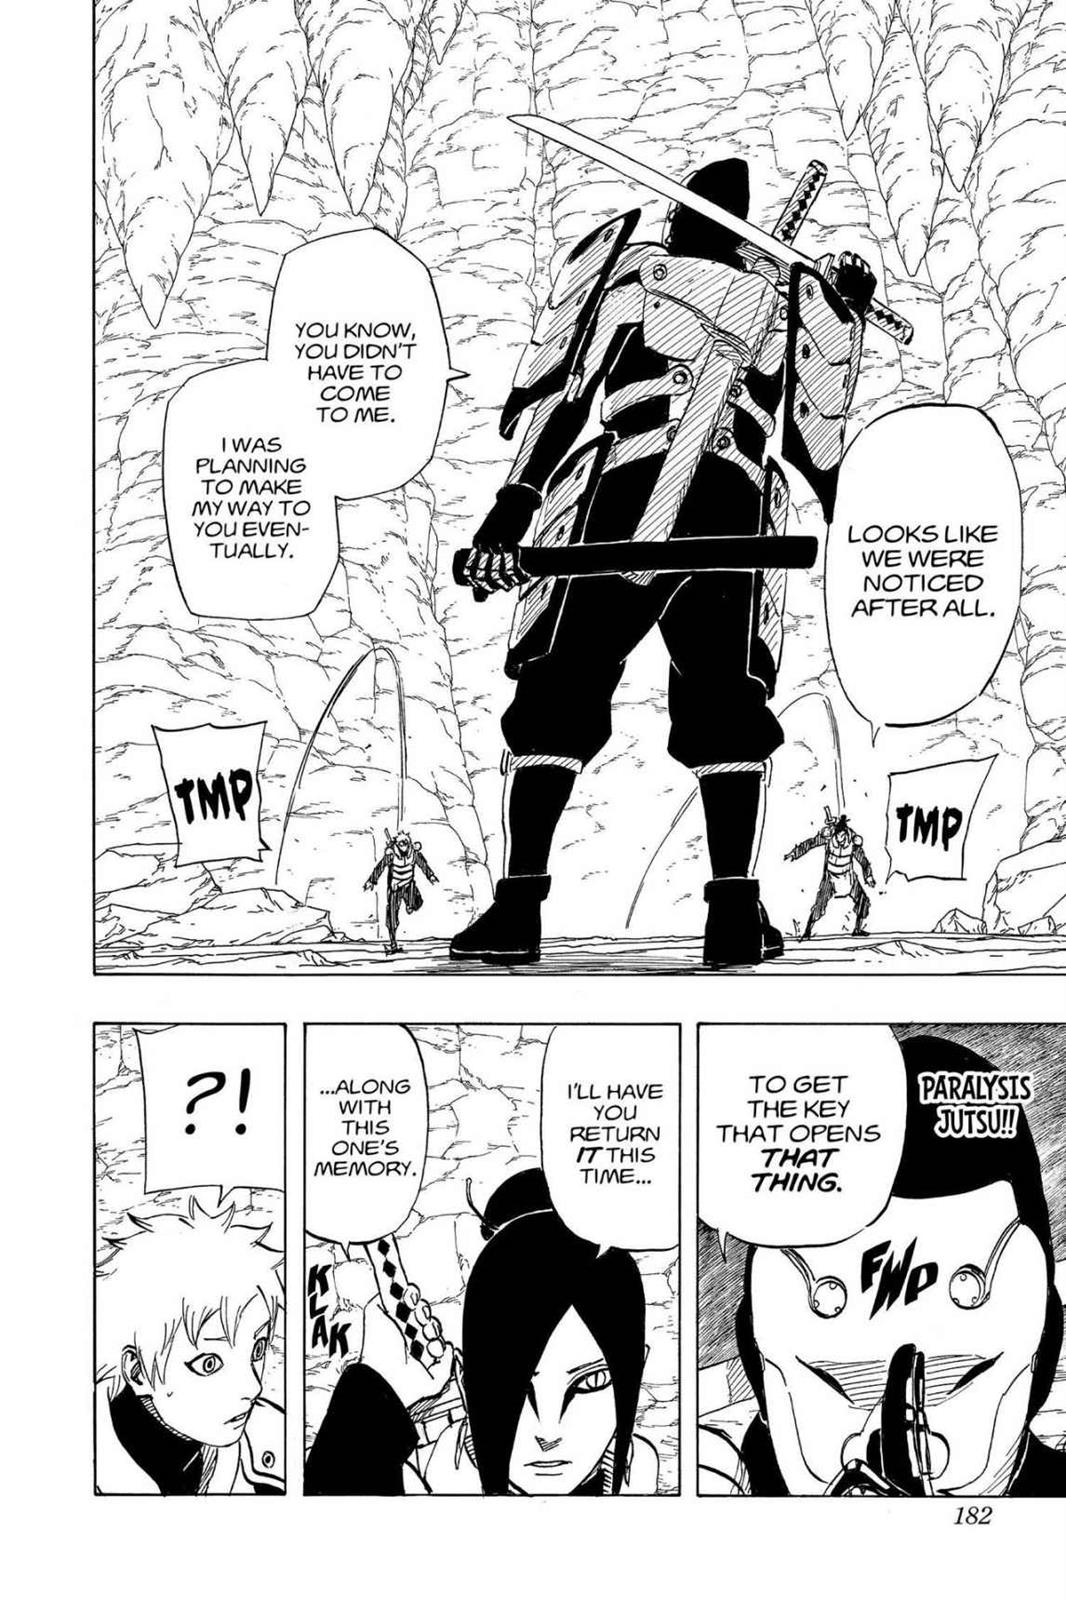 LOOKS LIKE
WE WERE
NOTICED
AFTER ALL.
TMP
YOU KNOW,
YOU DIDN'T
HAVE TO
COME
TO ME.
I WAS
PLANNING
TO MAKE
MY WAY TO
YOU EVEN-
TUALLY.
TMP
PARALYSIS
JUTSU!!
TO GET
THE KEY
THAT OPENS
THAT
THING.
FWP
I'LL HAVE
YOU
RETURN
IT THIS
TIME...
...ALONG
WITH
THIS
ONE'S
MEMORY.
KLAK
?!
182